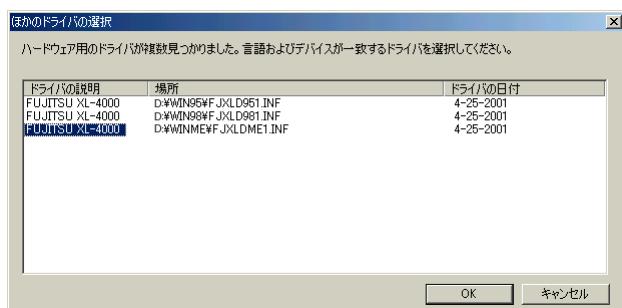 ほかのドライバの選択
ハードウェア用のドライバが複数見つかりました。言語およびデバイスが一致するドライバを選択してください。
ドライバの説明 場所 ドライバの日付
FUJITSU XL-4000 D:¥WIN95¥FJXLD951.INF 4-25-2001
FUJITSU XL-4000 D:¥WIN98¥FJXLD981.INF 4-25-2001
FUJITSU XL-4000 D:¥WINME¥FJXLDME1.INF 4-25-2001
OK キャンセル